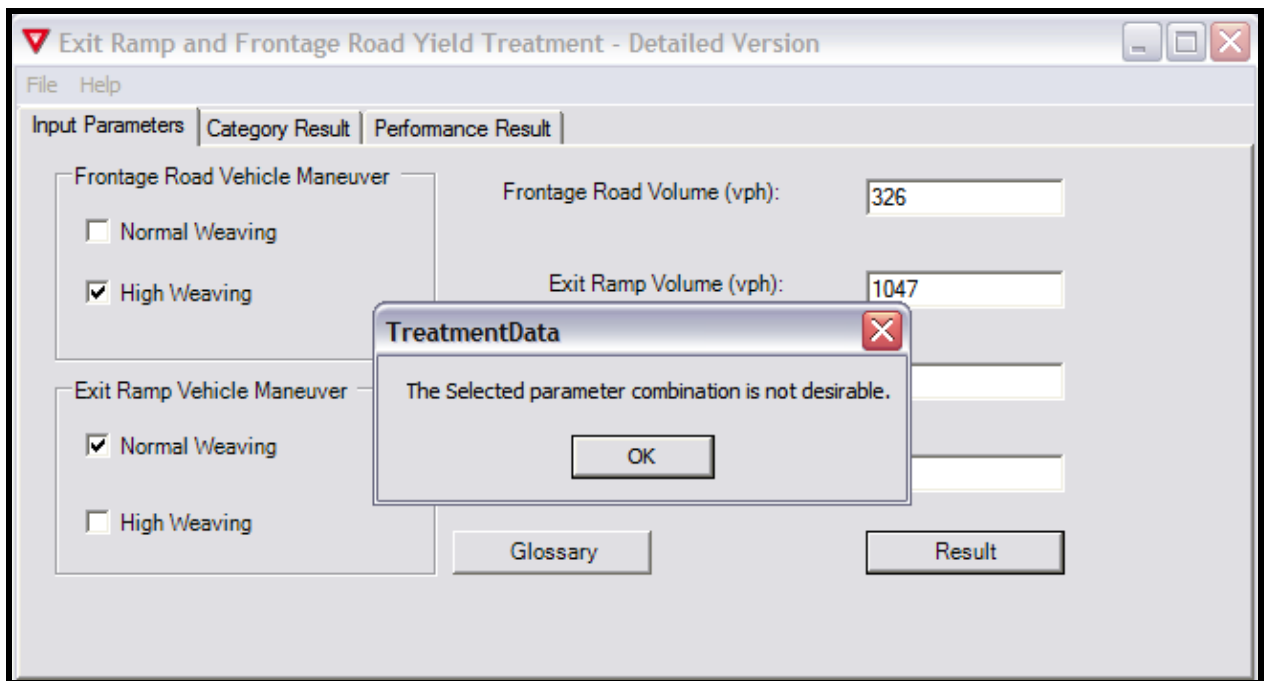 Exit Ramp and Frontage Road Yield Treatment - Detailed Version
File Help
Input Parameters Category Result Performance Result
Frontage Road Vehicle Maneuver
Normal Weaving
High Weaving
Frontage Road Volume (vph): 326
Exit Ramp Volume (vph): 1047
TreatmentData
The Selected parameter combination is not desirable.
OK
Exit Ramp Vehicle Maneuver
Normal Weaving
High Weaving
Glossary Result